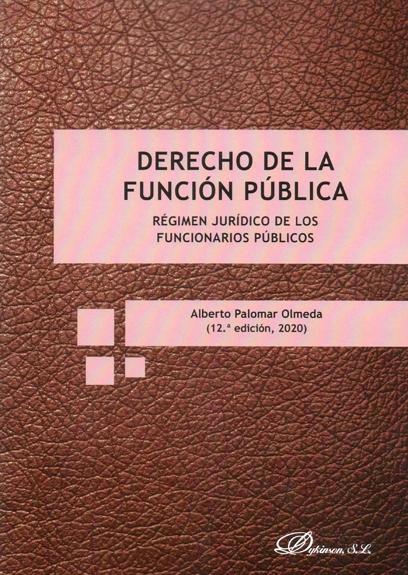 DERECHO DE LA
FUNCIÓN PÚBLICA
RÉGIMEN JURÍDICO DE LOS
FUNCIONARIOS PÚBLICOS
Alberto Palomar Olmeda
(12.ª edición, 2020)
Dykinson, S.L.